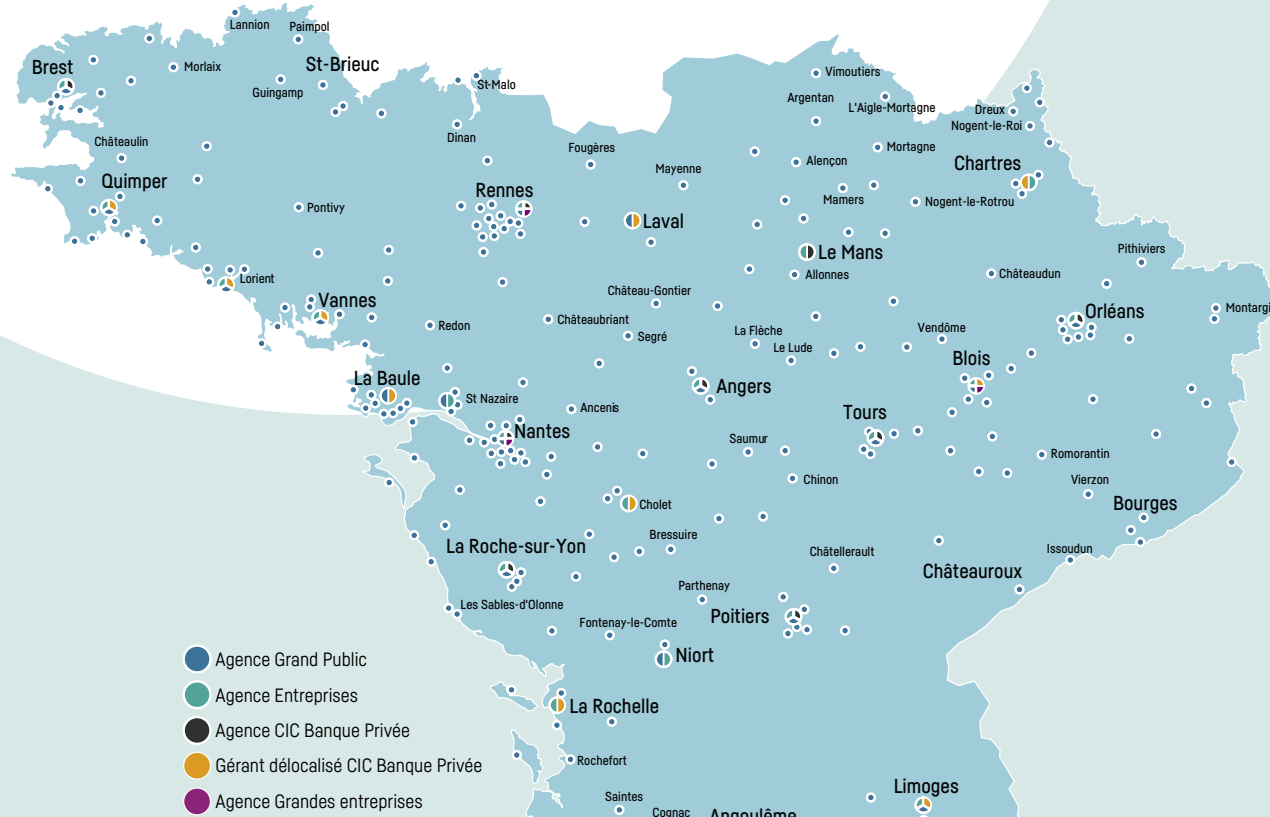 Lannion
Paimpol
Brest
Morlaix
St-Brieuc
Guingamp
St-Malo
Vimoutiers
Argentan
L'Aigle-Mortagne
Dreux
Nogent-le-Roi
Châteaulin
Dinan
Fougères
Mayenne
Alençon
Mortagne
Chartres
Quimper
Rennes
Mamers
Nogent-le-Rotrou
Pontivy
Laval
Le Mans
Pithiviers
Lorient
Allonnes
Châteaudun
Vannes
Château-Gontier
Orléans
Montargi
Redon
Châteaubriant
Segré
La Flèche
Le Lude
Vendôme
Blois
La Baule
St Nazaire
Angers
Ancenis
Tours
Nantes
Saumur
Romorantin
Chinon
Vierzon
Cholet
Bourges
La Roche-sur-Yon
Bressuire
Châtellerault
Issoudun
Châteauroux
Les Sables-d'Olonne
Parthenay
Fontenay-le-Comte
Poitiers
Niort
Agence Grand Public
Agence Entreprises
La Rochelle
Agence CIC Banque Privée
Gérant délocalisé CIC Banque Privée
Rochefort
Agence Grandes entreprises
Saintes
Limoges
Cognac
Angoulême